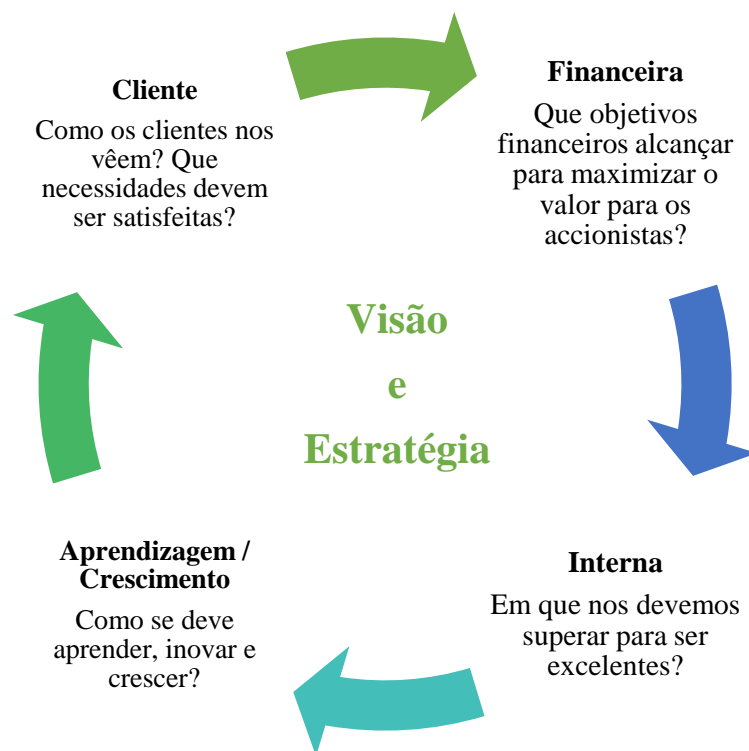 Cliente
Como os clientes nos
vêem? Que
necessidades devem
ser satisfeitas?
Financeira
Que objetivos
financeiros alcançar
para maximizar o
valor para os
accionistas?
Visão
e
Estratégia
Aprendizagem /
Crescimento
Como se deve
aprender, inovar e
crescer?
Interna
Em que nos devemos
superar para ser
excelentes?